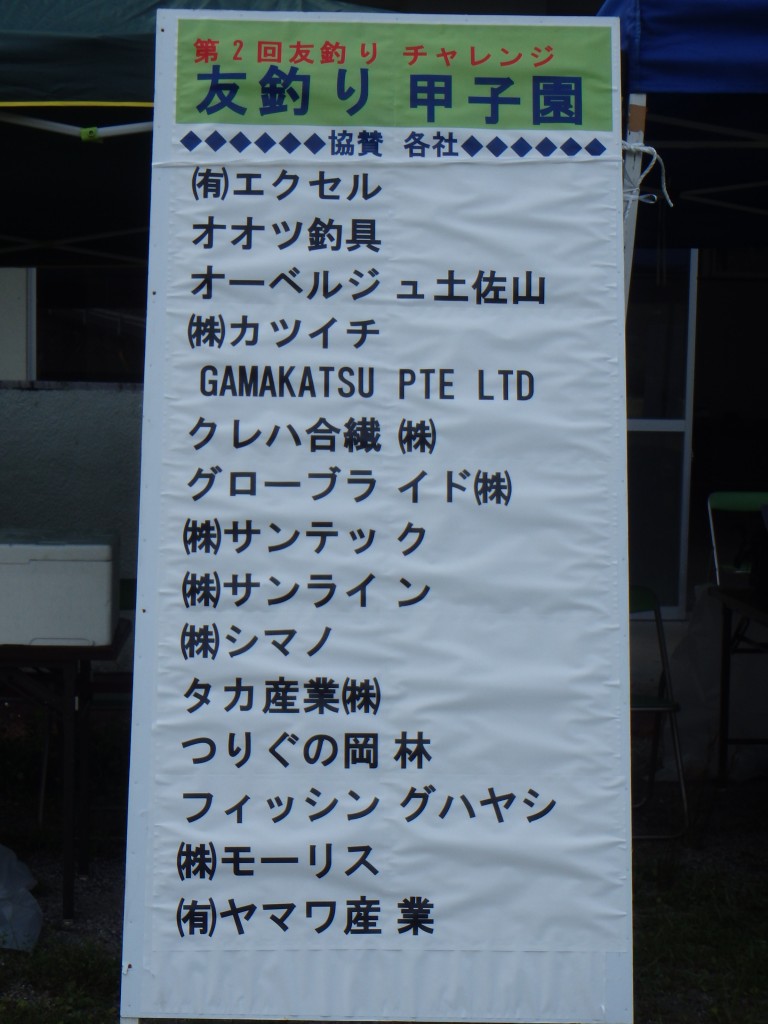 第2回友釣り チャレンジ
友釣り 甲子園
◆◆◆◆◆◆協賛 各社◆◆◆◆◆◆
㈲エクセル
オオツ釣具
オーベルジュ土佐山
㈱カツイチ
GAMAKATSU PTE LTD
クレハ合繊 ㈱
グローブライド㈱
㈱サンテック
㈱サンライン
㈱シマノ
タカ産業㈱
つりぐの岡林
フィッシングハヤシ
㈱モーリス
㈲ヤマワ産業